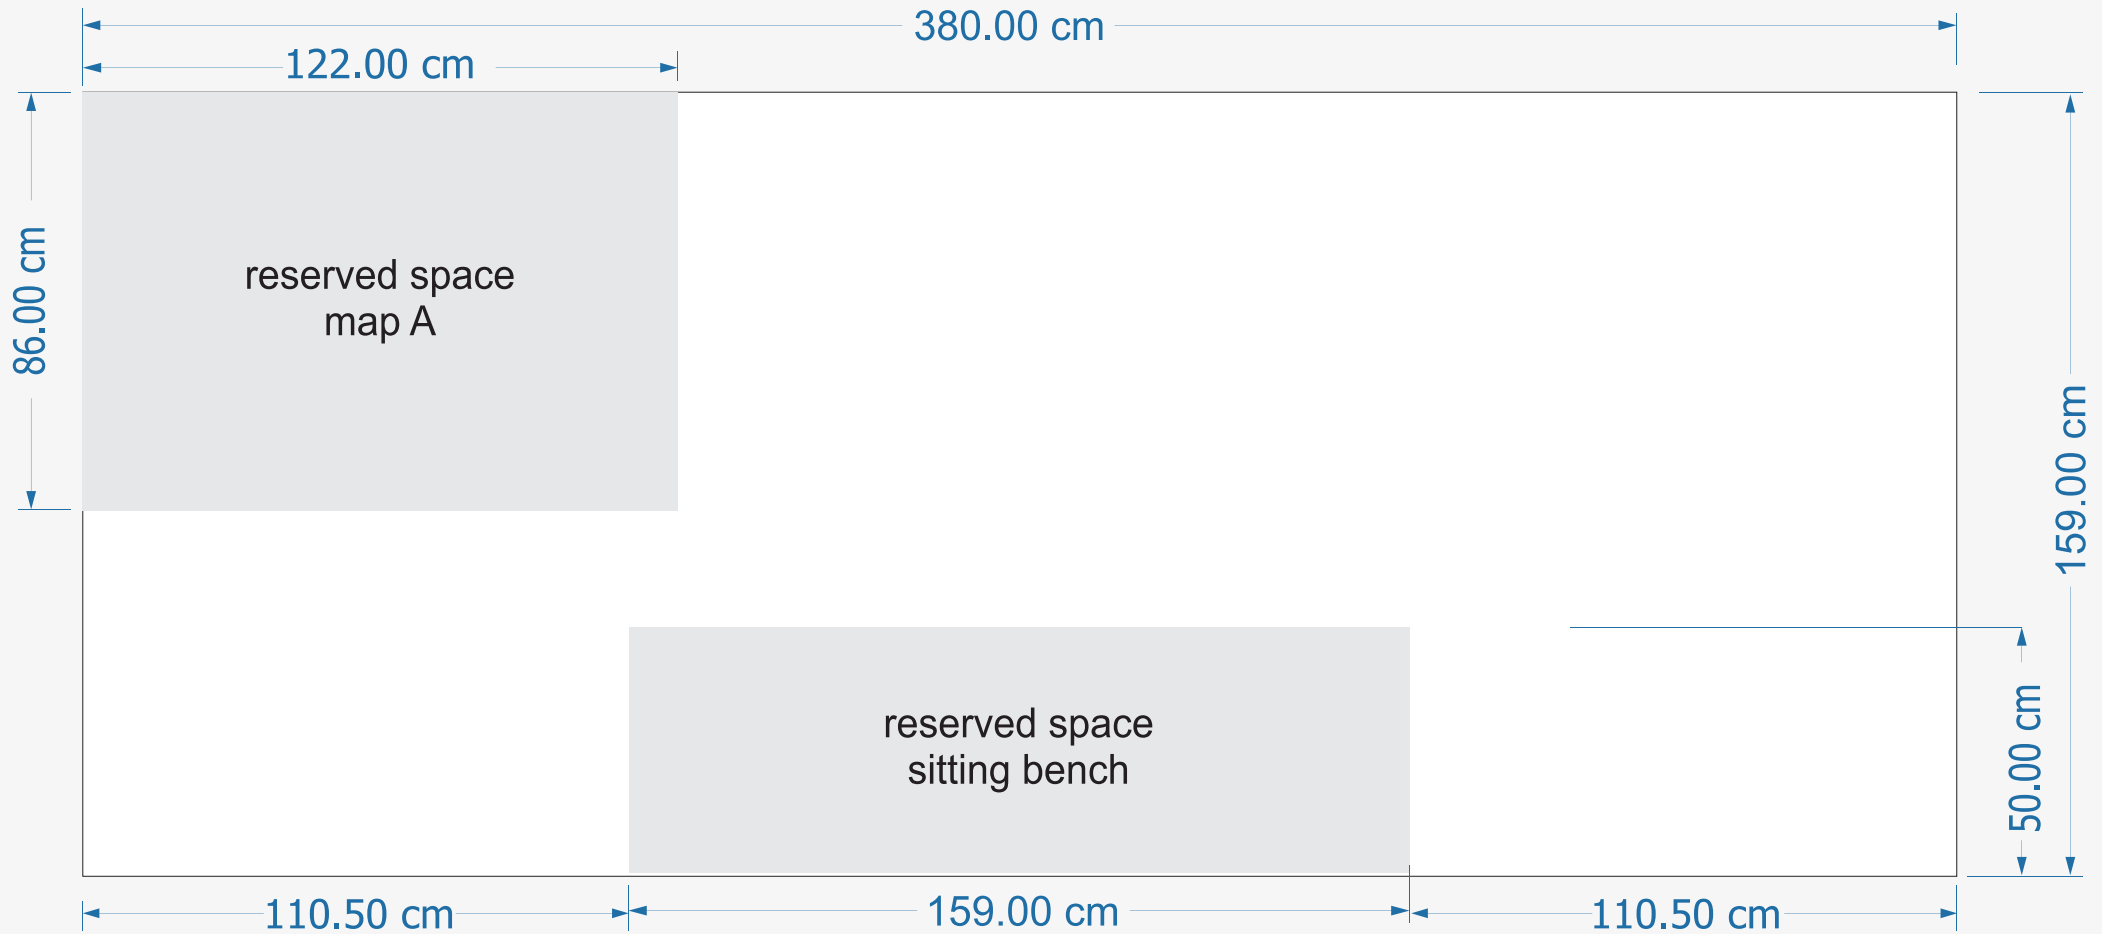 380.00 cm
122.00 cm
86.00 cm
reserved space
map A
159.00 cm
reserved space
sitting bench
50.00 cm
110.50 cm
159.00 cm
110.50 cm